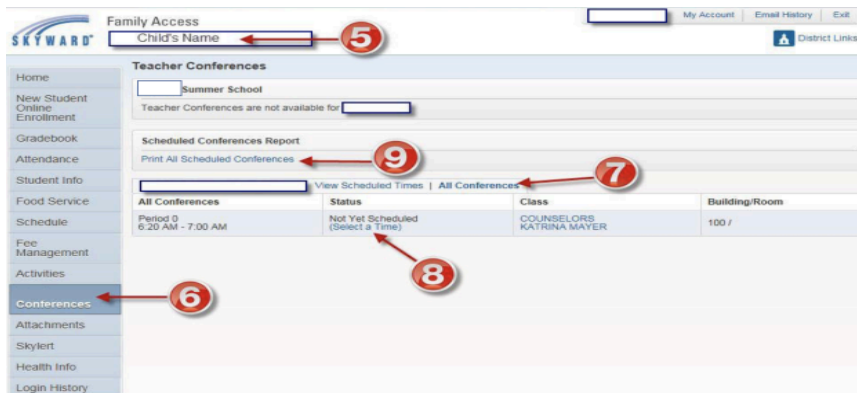 Family Access
My Account | Email History | Exit
SKYWARD®
Child's Name
5
District Links
Home
New Student
Online
Enrollment
Gradebook
Attendance
Student Info
Food Service
Schedule
Fee
Management
Activities
Conferences
6
Attachments
Skylert
Health Info
Login History
Teacher Conferences
Summer School
Teacher Conferences are not available for
Scheduled Conferences Report
Print All Scheduled Conferences
9
View Scheduled Times | All Conferences
7
All Conferences Status Class Building/Room
Period 0 Not Yet Scheduled COUNSELORS 100 /
6:20 AM - 7:00 AM (Select a Time) KATRINA MAYER
8